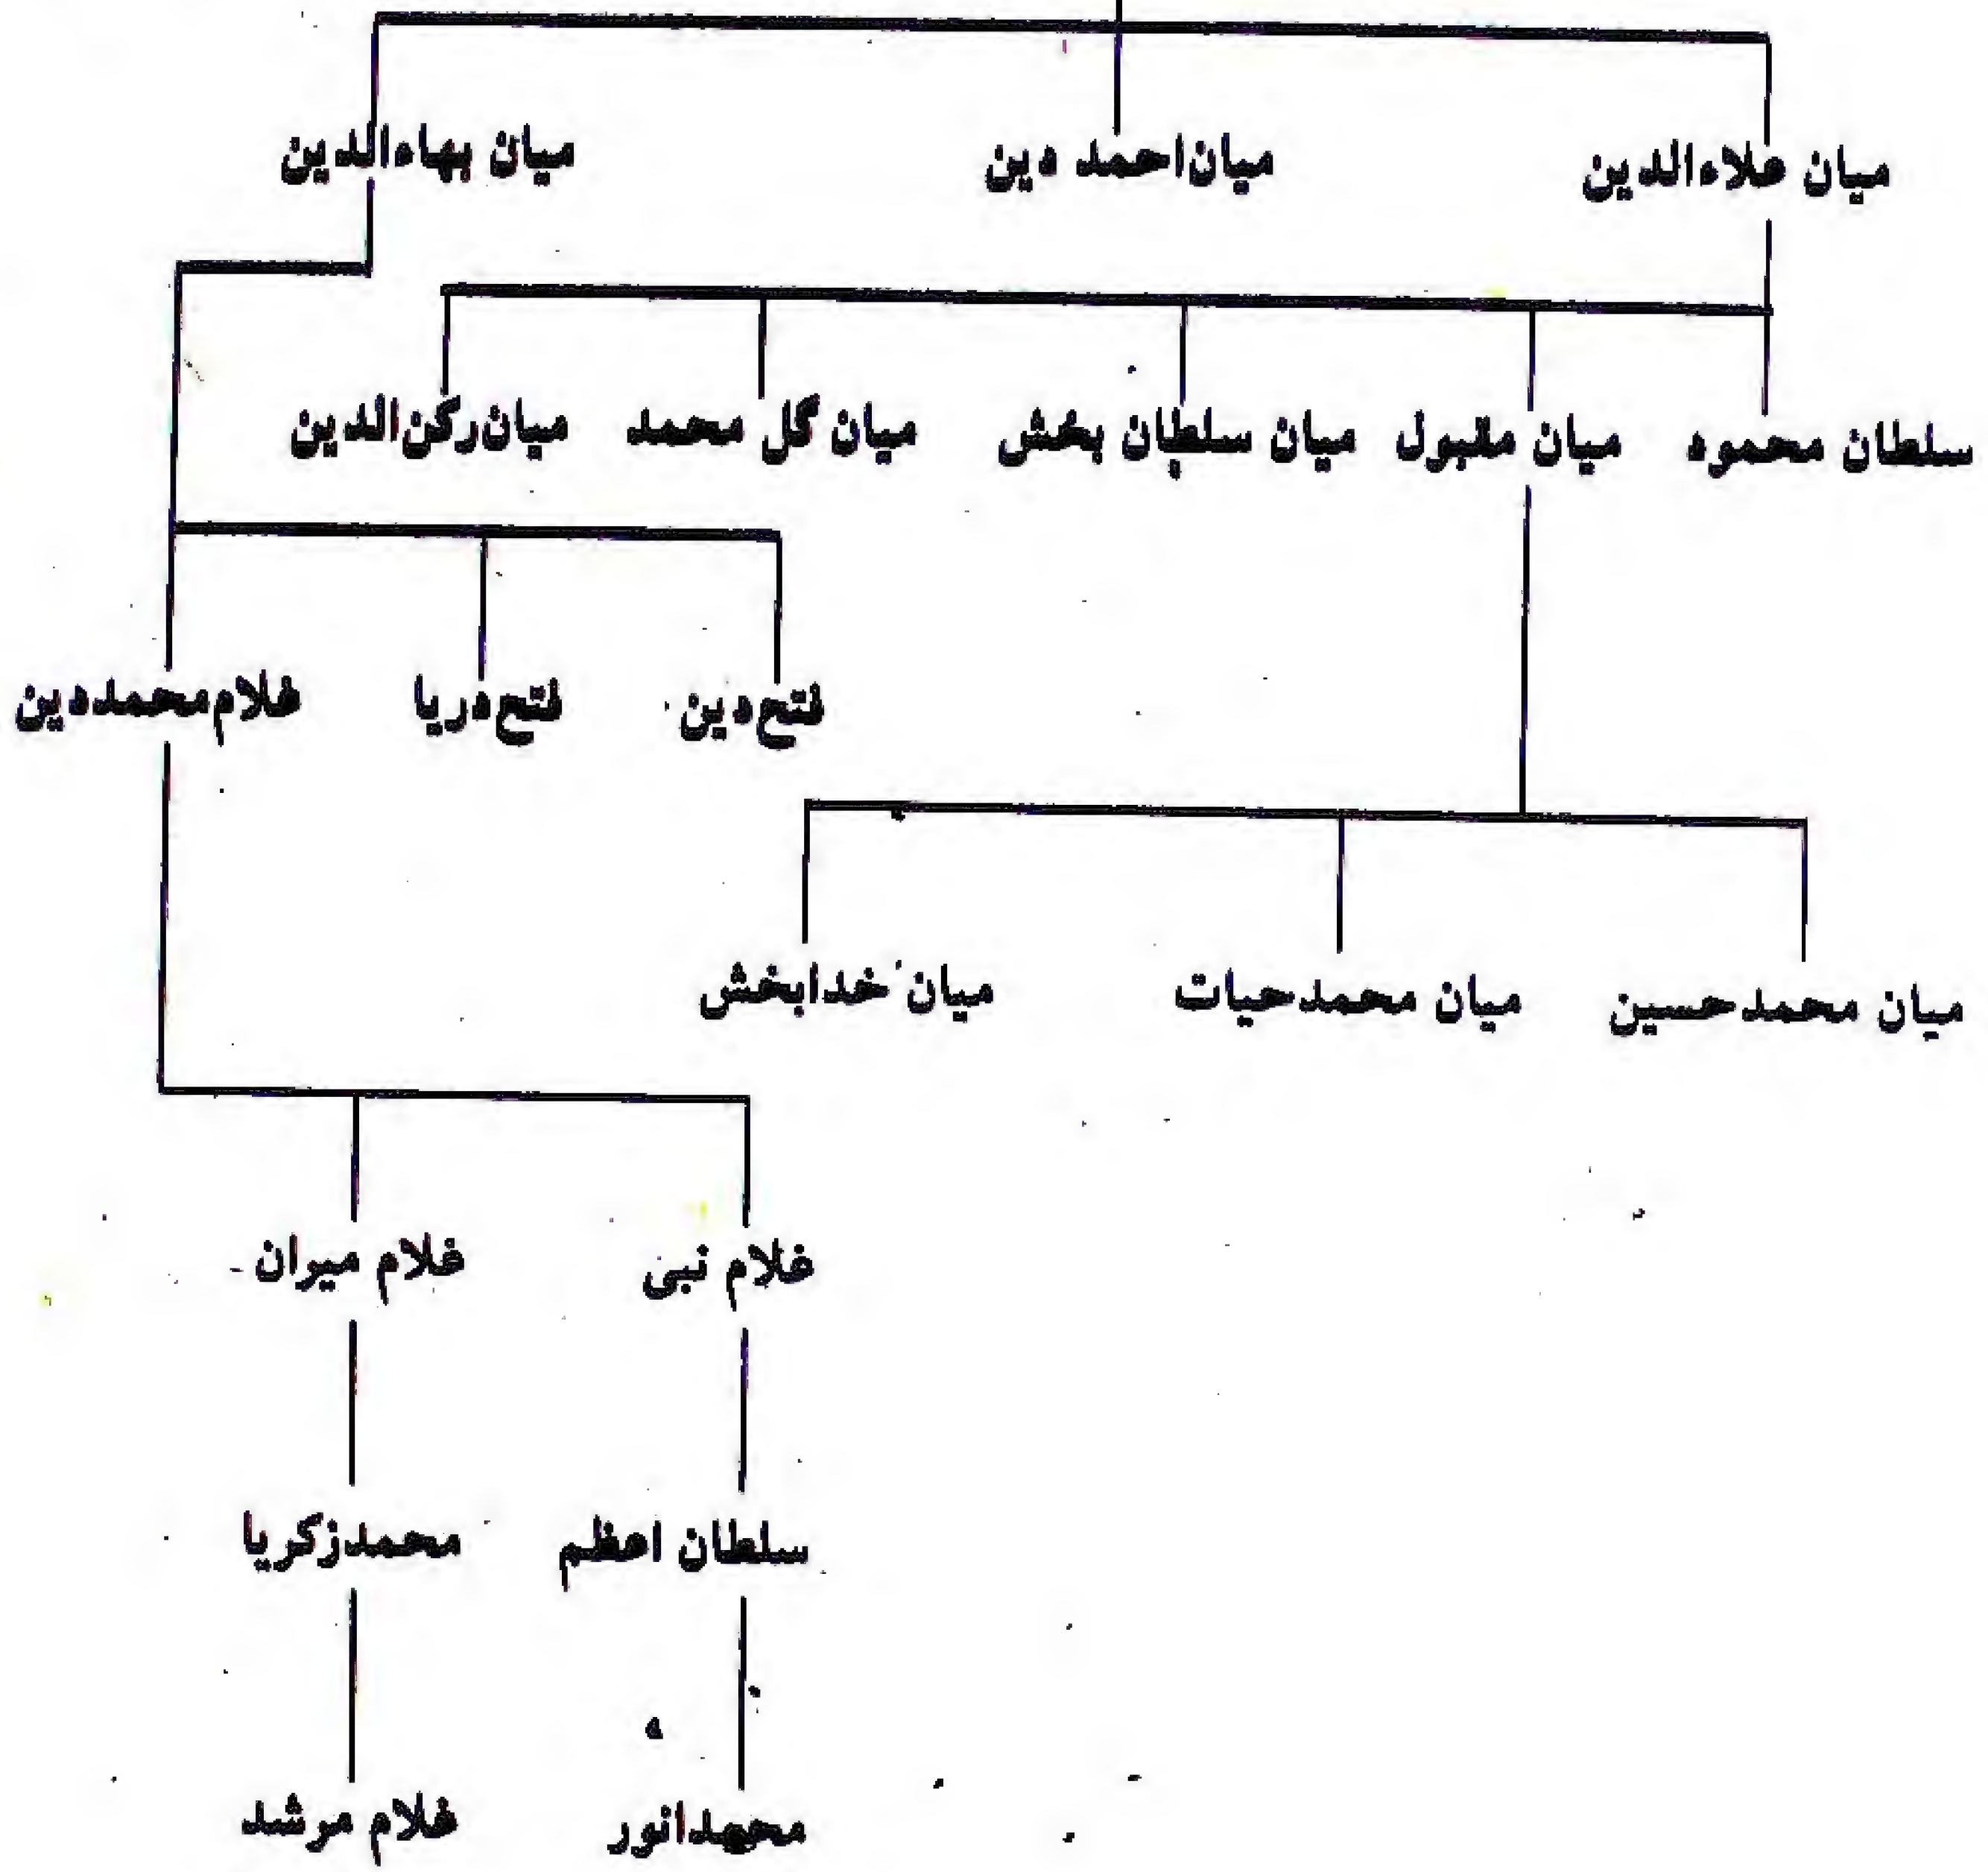 میان علاءالدین میان احمد دین میان بهاءالدین
سلطان محمود میان مقبول میان سلطان بخش میان گل محمد میان رکن الدین
فتح دین فتح دریا غلام محمد دین
میان محمد حسین میان محمد حیات میان خدابخش
غلام نبی غلام میران
سلطان اعظم محمد زکریا
محمد انور غلام مرشد